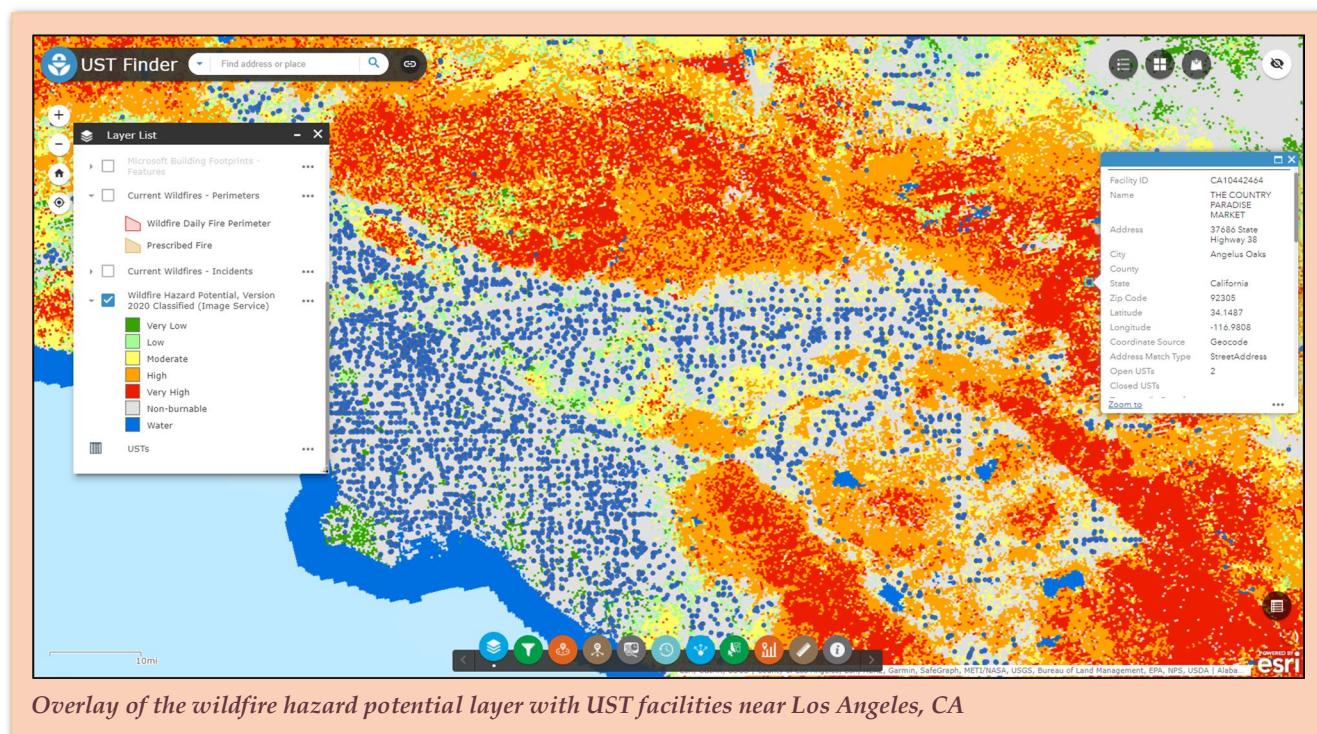 UST Finder
Find address or place
Layer List
Microsoft Building Footprints -
Features
Current Wildfires - Perimeters
Wildfire Daily Fire Perimeter
Prescribed Fire
Current Wildfires - Incidents
Wildfire Hazard Potential, Version
2020 Classified (Image Service)
Very Low
Low
Moderate
High
Very High
Non-burnable
Water
USTs
Facility ID CA10442464
Name THE COUNTRY
PARADISE
MARKET
Address 37686 State
Highway 38
City Angelus Oaks
County
State California
Zip Code 92305
Latitude 34.1487
Longitude -116.9808
Coordinate Source Geocode
Address Match Type StreetAddress
Open USTs 2
Closed USTs
Zoom to
10mi
Garmin, SafeGraph, METI/NASA, USGS, Bureau of Land Management, EPA, NPS, USDA | Alaba...
POWERED BY
esri
Overlay of the wildfire hazard potential layer with UST facilities near Los Angeles, CA